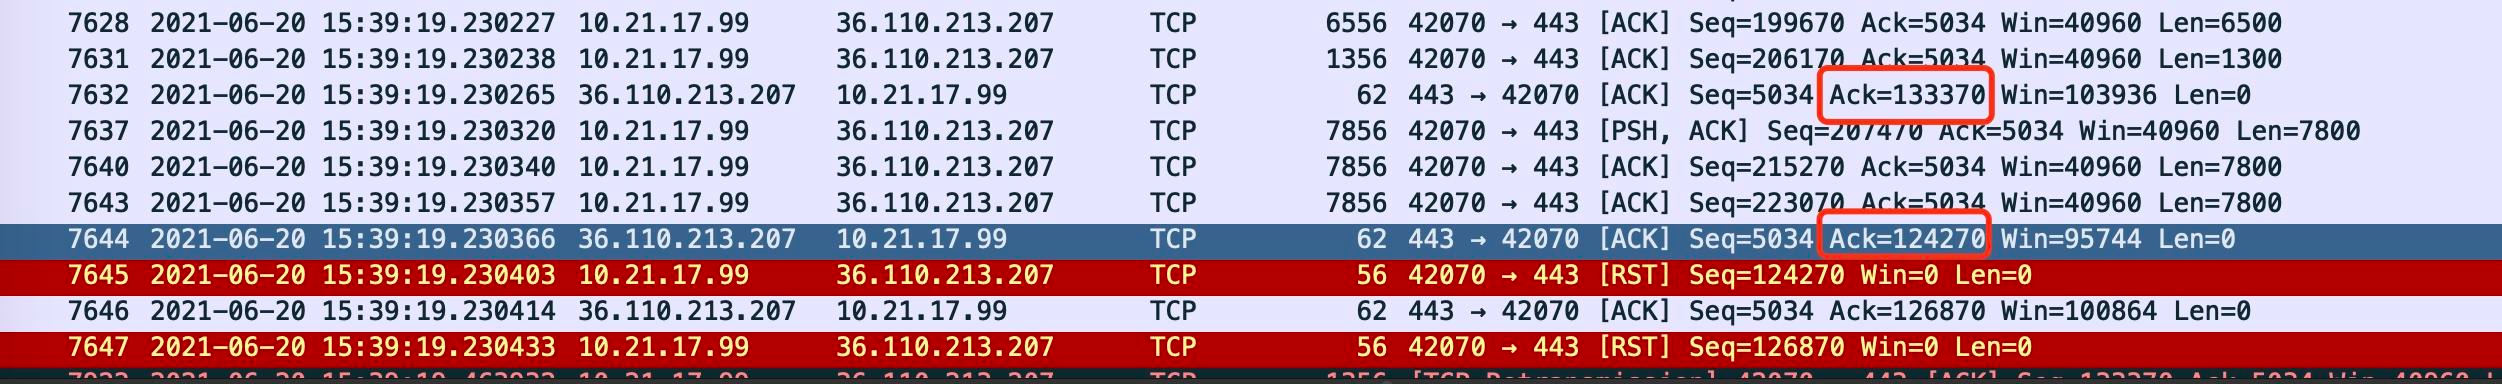 7628 2021-06-20 15:39:19.230227 10.21.17.99 36.110.213.207 TCP 6556 42070 → 443 [ACK] Seq=199670 Ack=5034 Win=40960 Len=6500
7631 2021-06-20 15:39:19.230238 10.21.17.99 36.110.213.207 TCP 1356 42070 → 443 [ACK] Seq=206170 Ack=5034 Win=40960 Len=1300
7632 2021-06-20 15:39:19.230265 36.110.213.207 10.21.17.99 TCP 62 443 → 42070 [ACK] Seq=5034 Ack=133370 Win=103936 Len=0
7637 2021-06-20 15:39:19.230320 10.21.17.99 36.110.213.207 TCP 7856 42070 → 443 [PSH, ACK] Seq=207470 Ack=5034 Win=40960 Len=7800
7640 2021-06-20 15:39:19.230340 10.21.17.99 36.110.213.207 TCP 7856 42070 → 443 [ACK] Seq=215270 Ack=5034 Win=40960 Len=7800
7643 2021-06-20 15:39:19.230357 10.21.17.99 36.110.213.207 TCP 7856 42070 → 443 [ACK] Seq=223070 Ack=5034 Win=40960 Len=7800
7644 2021-06-20 15:39:19.230366 36.110.213.207 10.21.17.99 TCP 62 443 → 42070 [ACK] Seq=5034 Ack=124270 Win=95744 Len=0
7645 2021-06-20 15:39:19.230403 10.21.17.99 36.110.213.207 TCP 56 42070 → 443 [RST] Seq=124270 Win=0 Len=0
7646 2021-06-20 15:39:19.230414 36.110.213.207 10.21.17.99 TCP 62 443 → 42070 [ACK] Seq=5034 Ack=126870 Win=100864 Len=0
7647 2021-06-20 15:39:19.230433 10.21.17.99 36.110.213.207 TCP 56 42070 → 443 [RST] Seq=126870 Win=0 Len=0